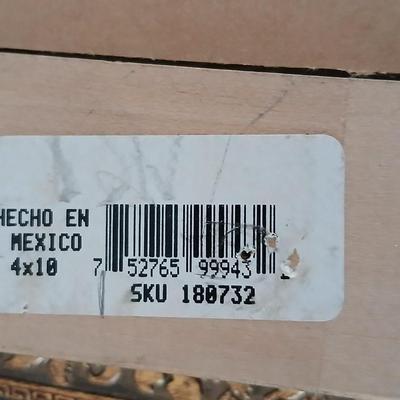 HECHO EN
MEXICO
4x10
7 52765 99943
SKU 180732